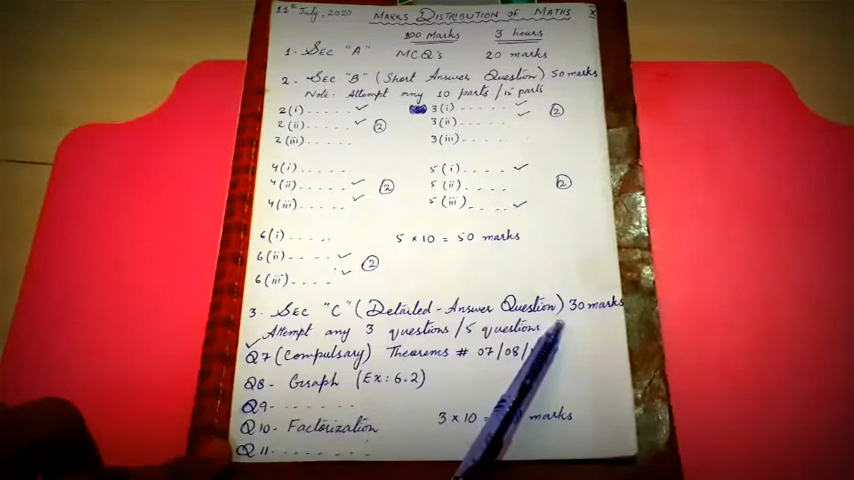 11th July, 2020 MARKS DISTRIBUTION OF MATHS
100 Marks 3 hours
1- SEC "A" MCQ's 20 marks
2- SEC "B" (Short Answer Question) 50 marks
Note: Attempt any 10 parts/15 parts
2(i) ------ ✓ 3(i) ------ ✓
2(ii) ------ ✓ ② 3(ii) ------ ✓ ②
2(iii) ------ 3(iii) ------
4(i) ------ 5(i) ------ ✓
4(ii) ------ ✓ ② 5(ii) ------ ②
4(iii) ------ ✓ 5(iii) ------ ✓
6(i) ------ 5 × 10 = 50 marks
6(ii) ------ ✓ ②
6(iii) ------ ✓
3- SEC "C" (Detailed-Answer Question) 30 marks
✓ Attempt any 3 questions/5 questions
Q7 (Compulsary) Theorems # 07/08/
Q8- Graph (Ex: 6.2)
Q9- ------
Q10- Factorization 3 × 10 = marks
Q11- ------